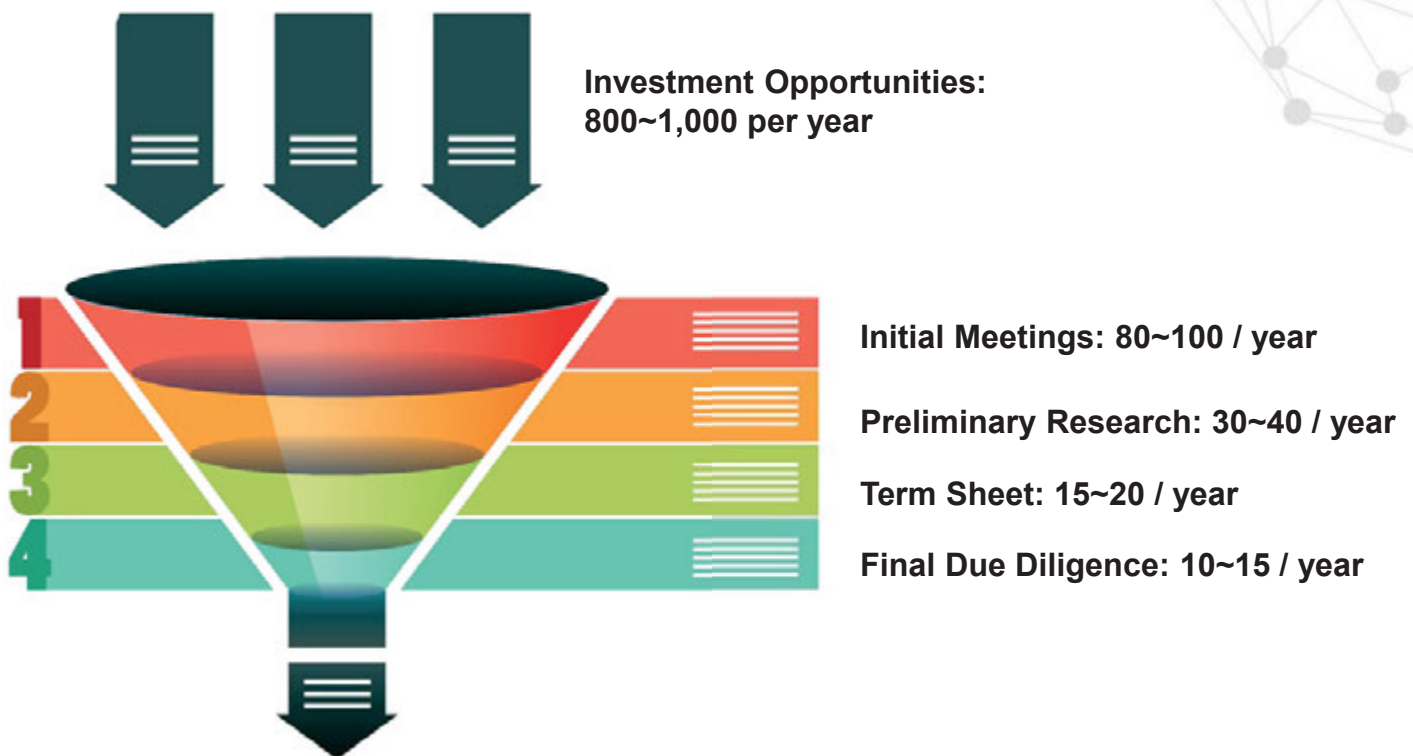 Investment Opportunities:
800~1,000 per year
1
Initial Meetings: 80~100 / year
2
Preliminary Research: 30~40 / year
3
Term Sheet: 15~20 / year
4
Final Due Diligence: 10~15 / year